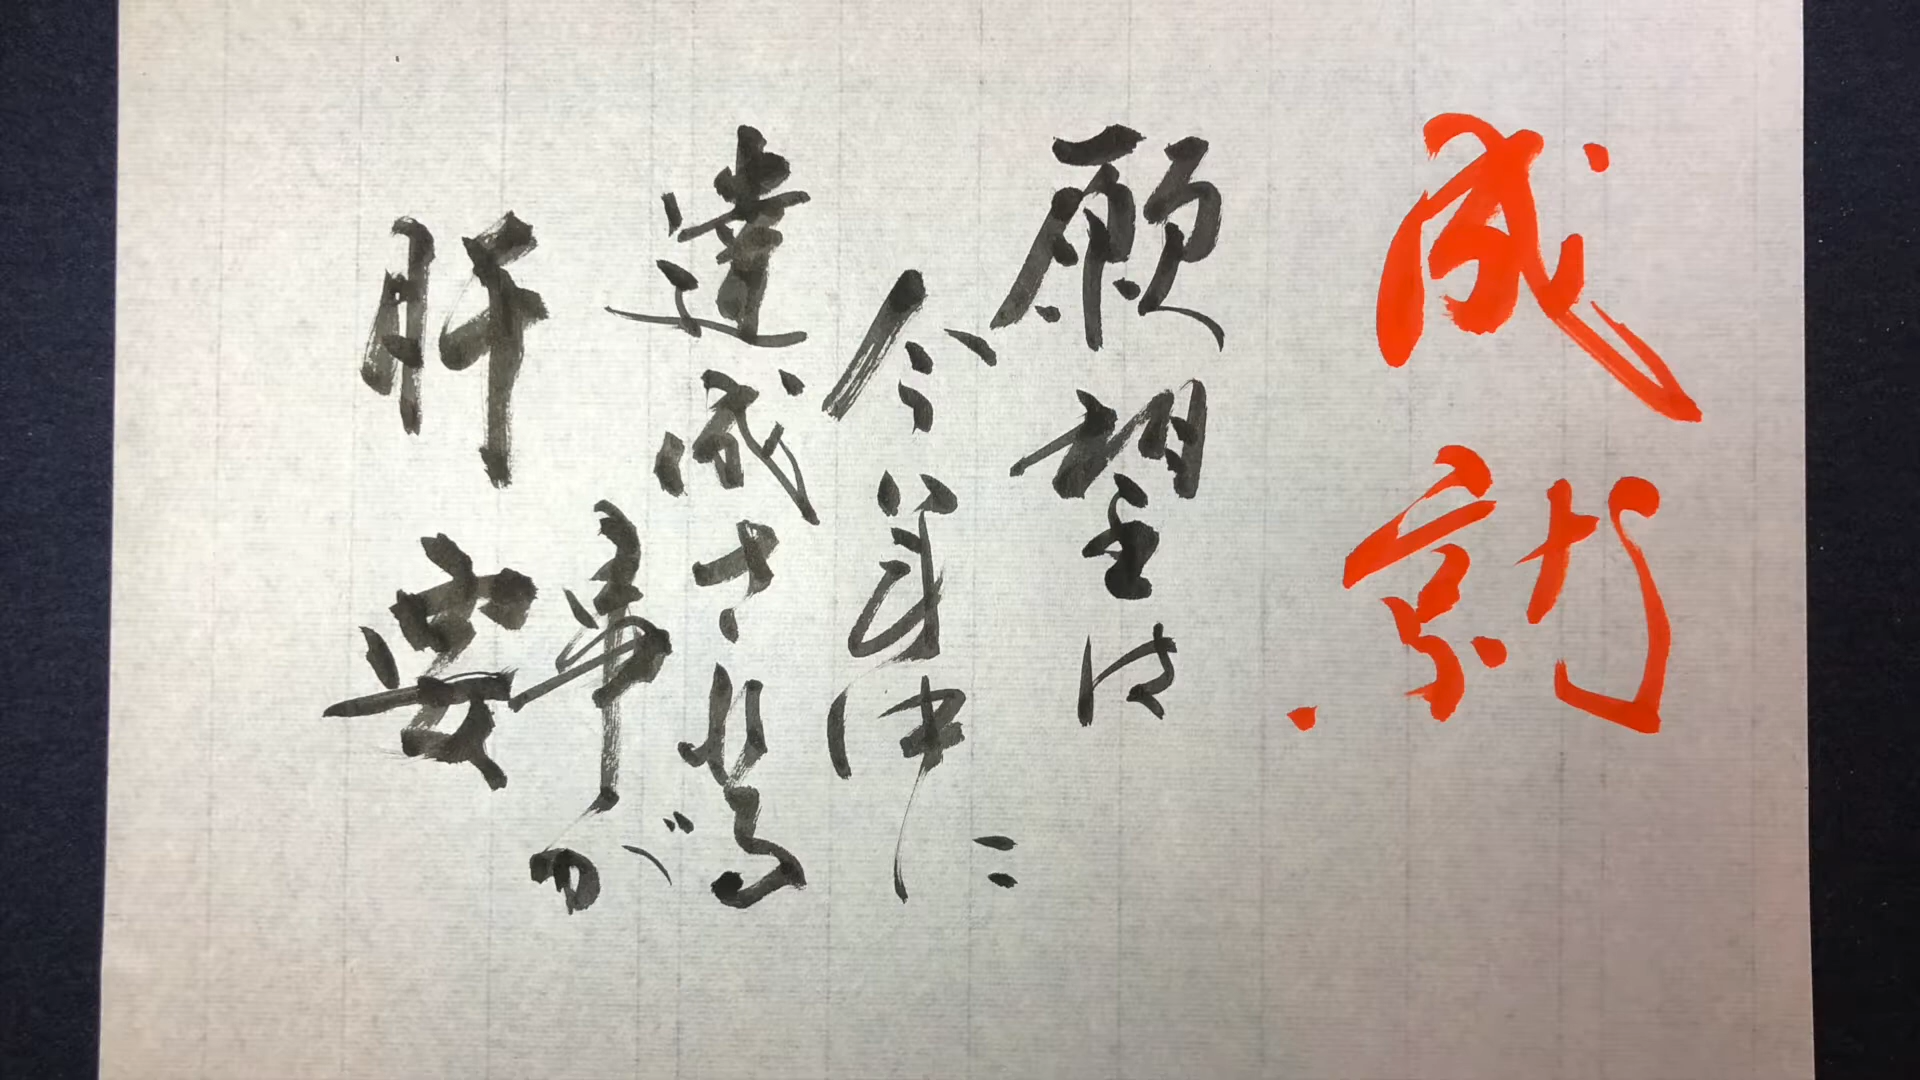 成就
願望は
今年中に
達成される
事が
肝要